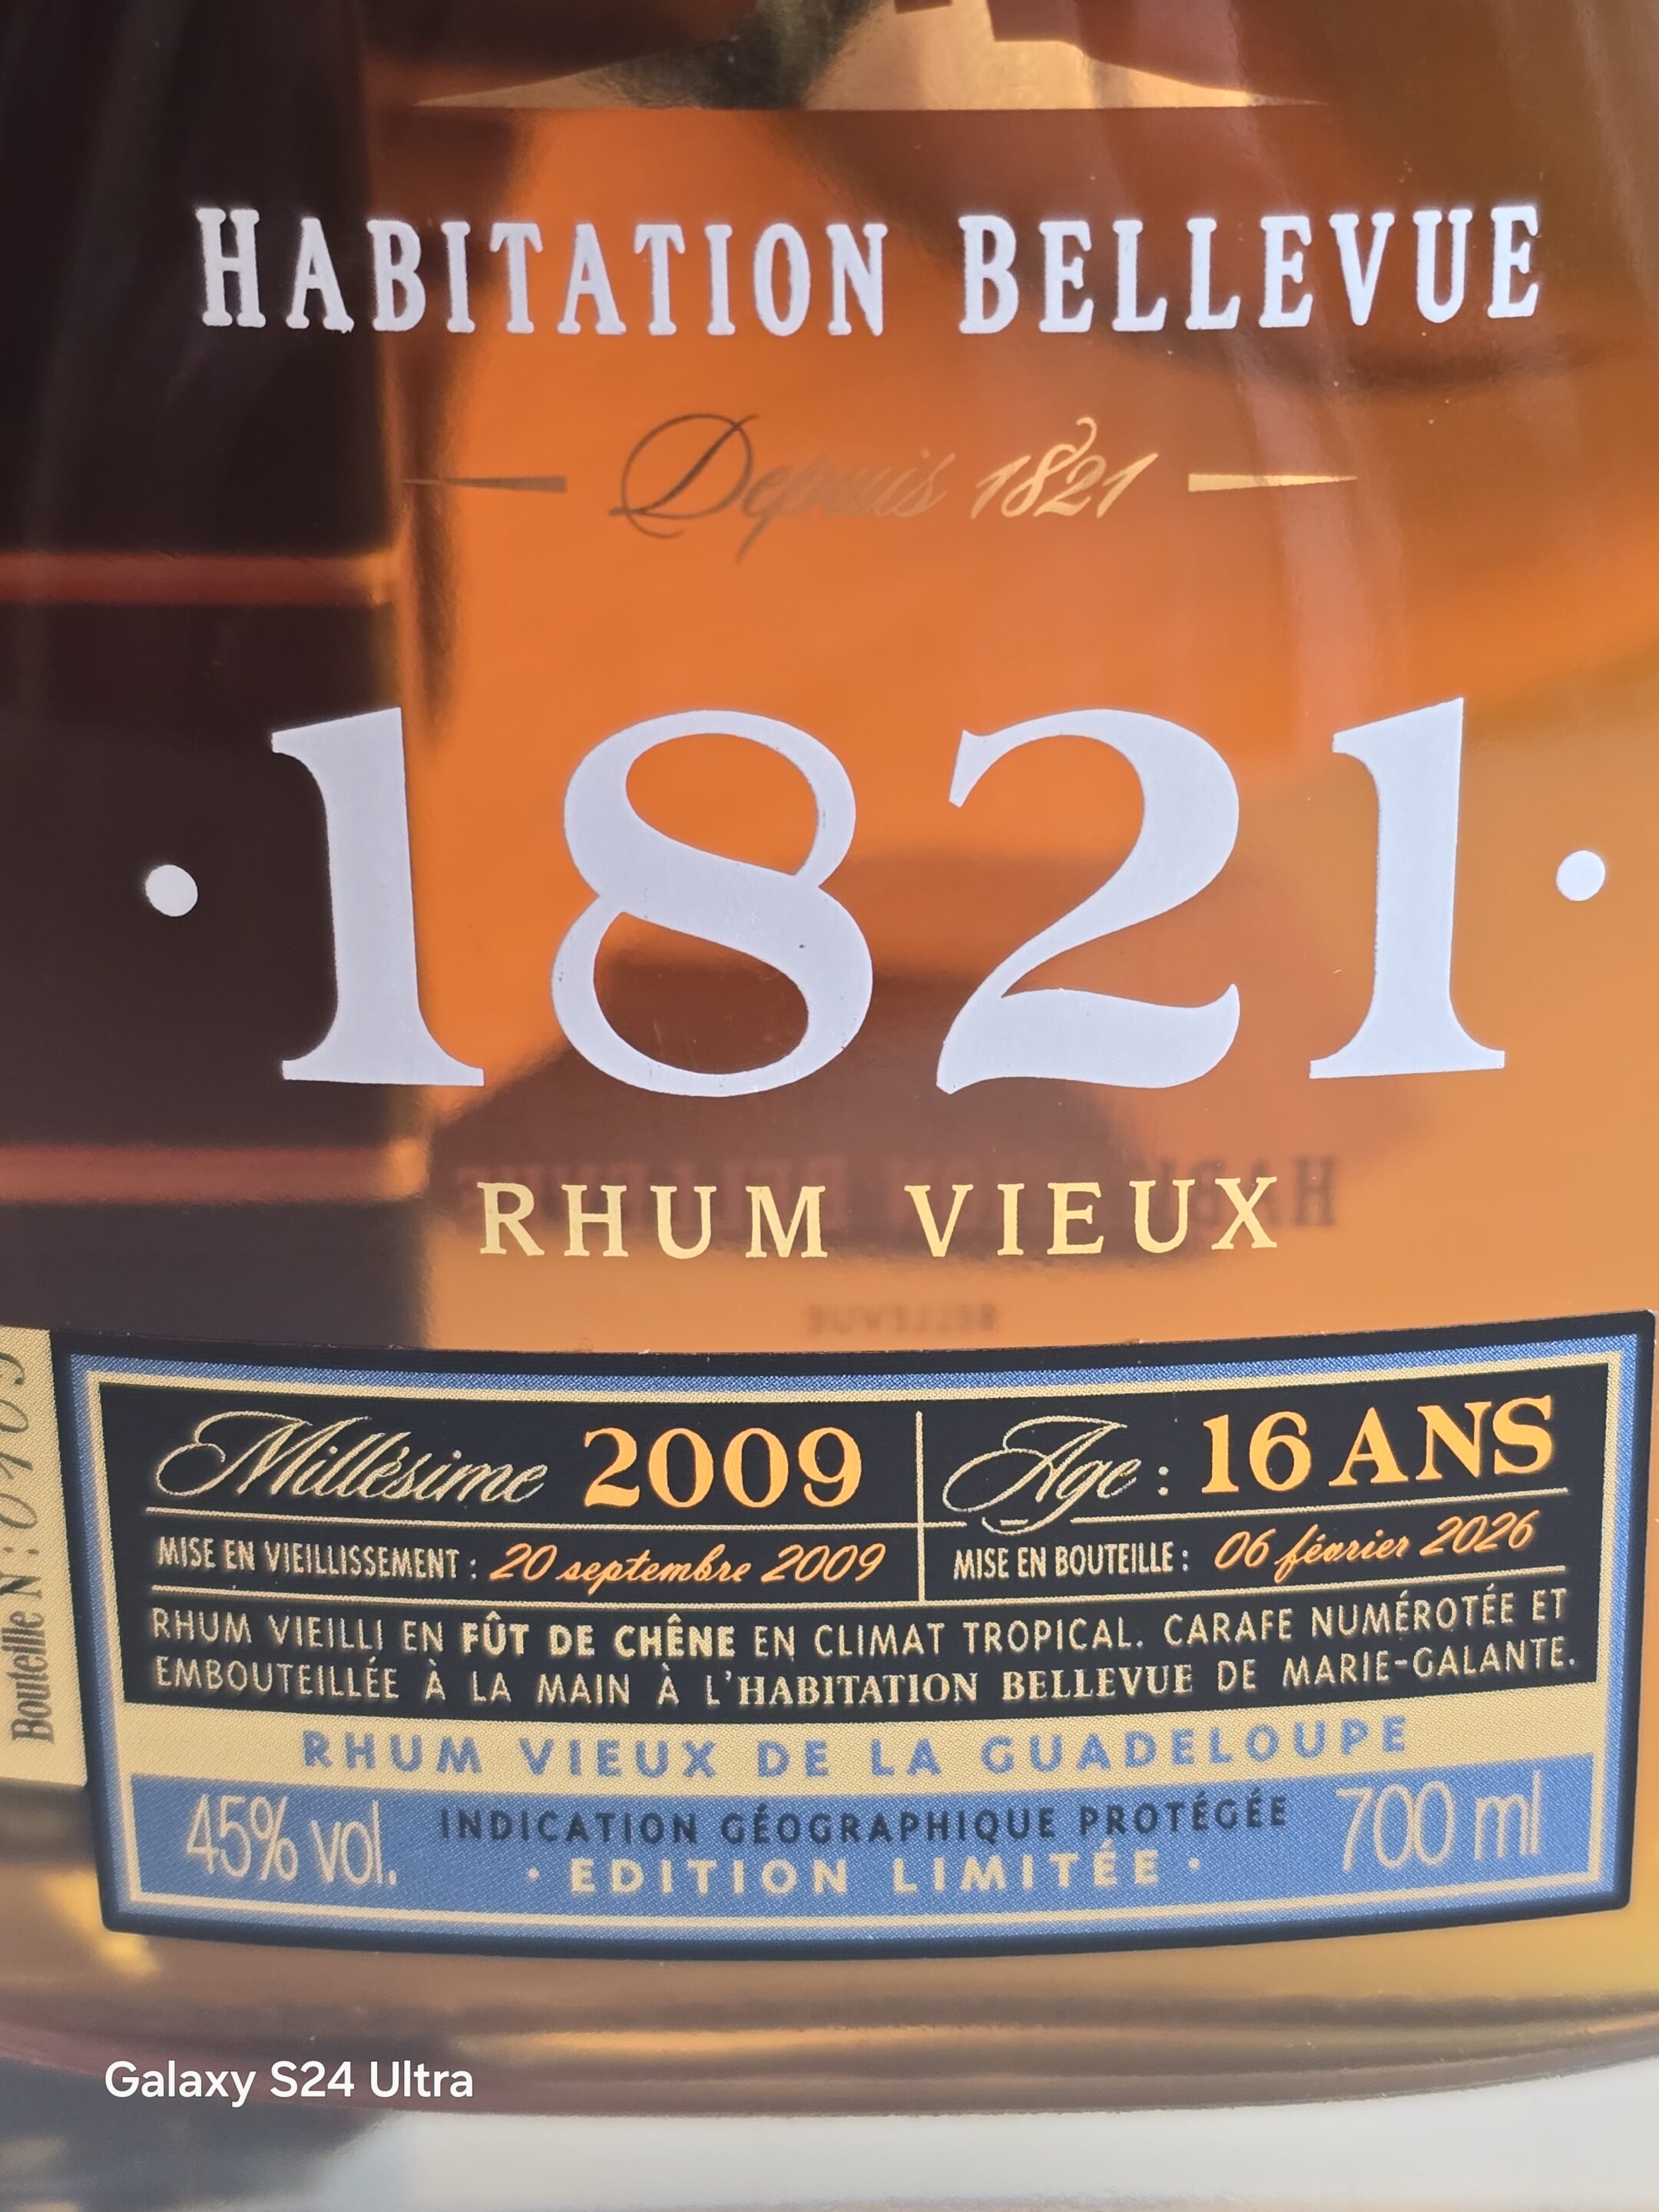 HABITATION BELLEVUE
Depuis 1821
· 1821 ·
RHUM VIEUX
Millésime 2009
Age : 16 ANS
MISE EN VIEILLISSEMENT : 20 septembre 2009
MISE EN BOUTEILLE : 06 février 2026
RHUM VIEILLI EN FÛT DE CHÊNE EN CLIMAT TROPICAL. CARAFE NUMÉROTÉE ET
EMBOUTEILLÉE À LA MAIN À L'HABITATION BELLEVUE DE MARIE-GALANTE.
RHUM VIEUX DE LA GUADELOUPE
45% vol.
INDICATION GÉOGRAPHIQUE PROTÉGÉE
· EDITION LIMITÉE ·
700 ml
Bouteille N°:
HABITATION BELLEVUE
BELLEVUE
Galaxy S24 Ultra